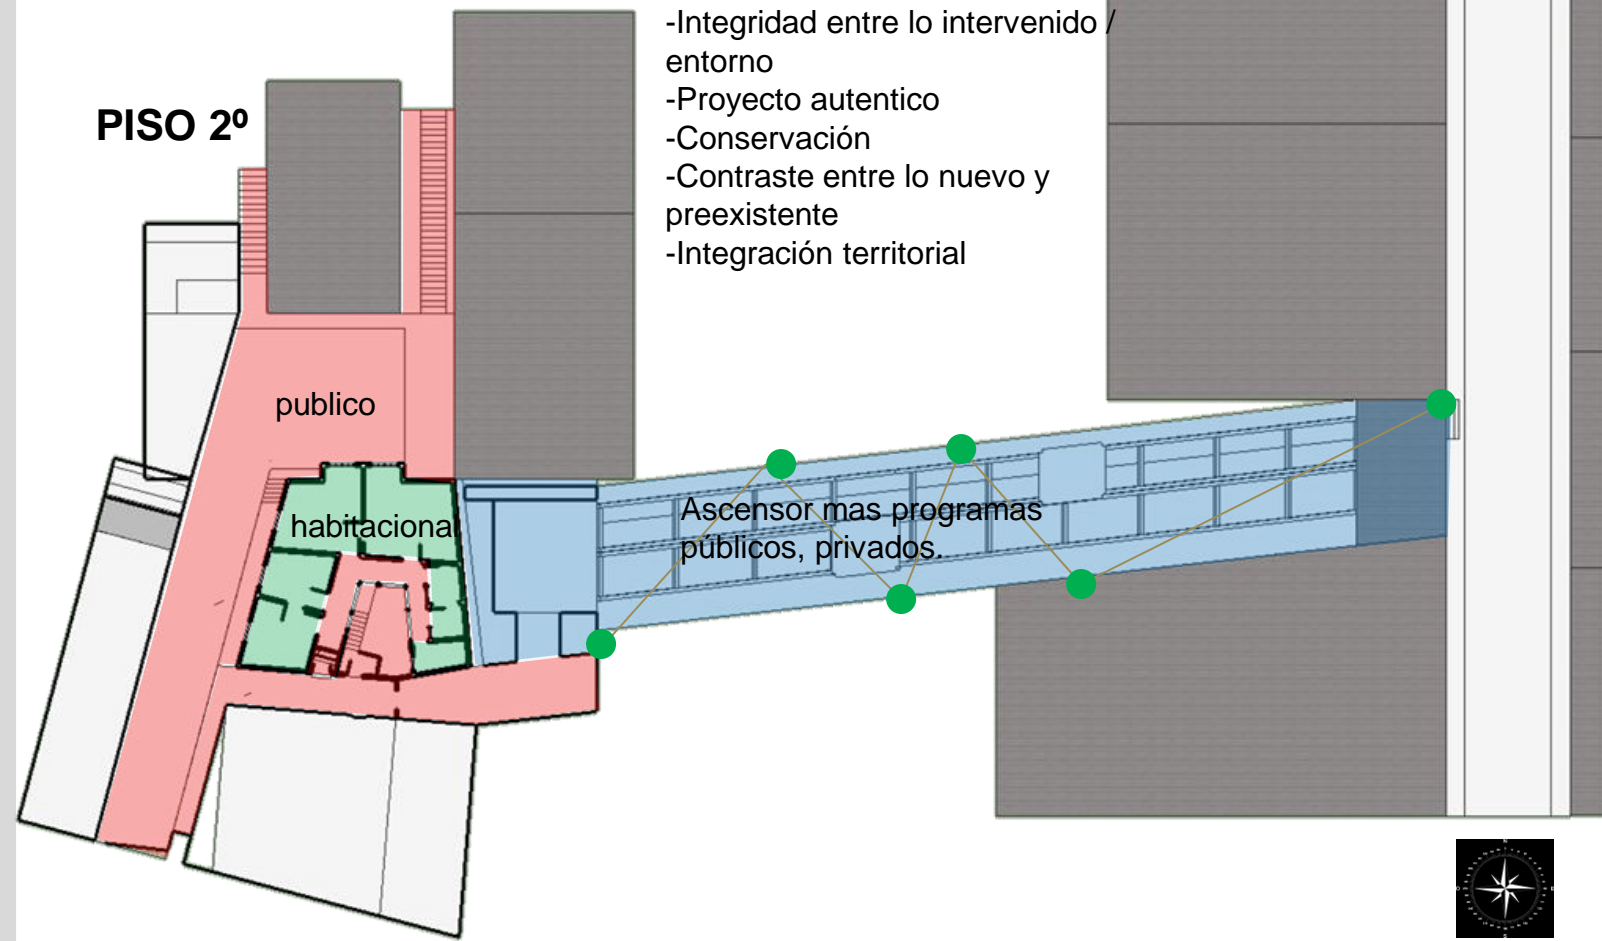 -Integridad entre lo intervenido /
entorno
-Proyecto autentico
-Conservación
-Contraste entre lo nuevo y
preexistente
-Integración territorial
PISO 2º
publico
habitacional
Ascensor mas programas
públicos, privados.